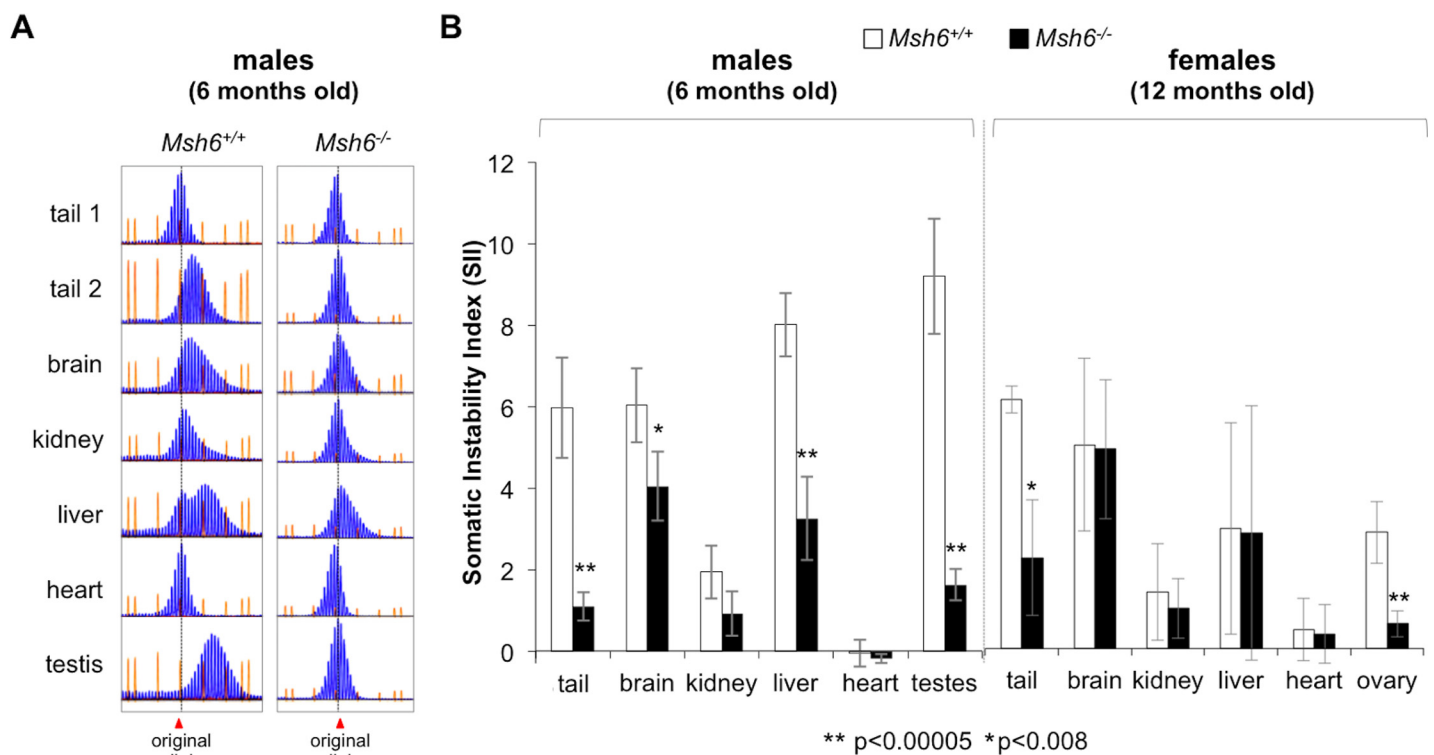 A
males
(6 months old)
Msh6+/+ Msh6-/-
tail 1
tail 2
brain
kidney
liver
heart
testis
original original
B
Msh6+/+ Msh6-/-
males
(6 months old)
females
(12 months old)
Somatic Instability Index (SII)
12
10
8
6
4
2
0
** * ** ** * **
tail brain kidney liver heart testes tail brain kidney liver heart ovary
** p<0.00005 *p<0.008